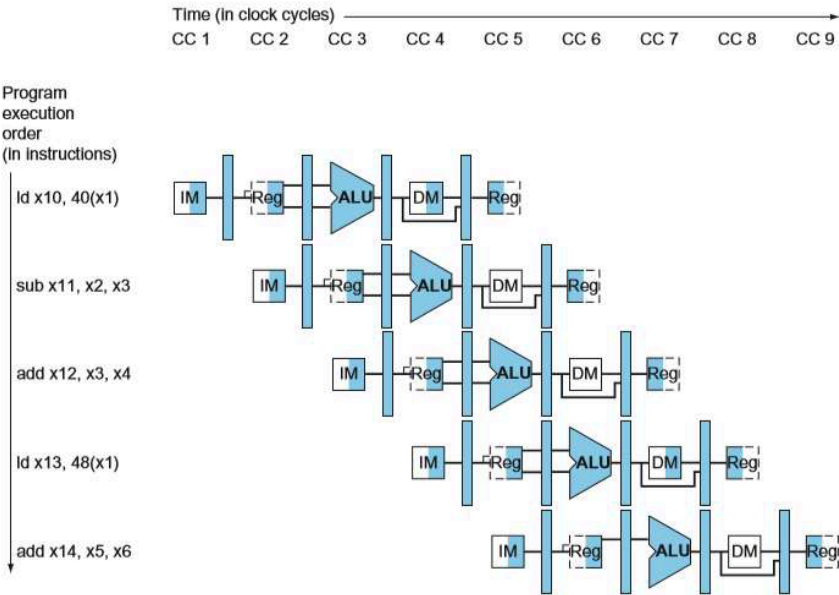 Time (in clock cycles)
CC 1 CC 2 CC 3 CC 4 CC 5 CC 6 CC 7 CC 8 CC 9
Program
execution
order
(in instructions)
ld x10, 40(x1) IM Reg ALU DM Reg
sub x11, x2, x3 IM Reg ALU DM Reg
add x12, x3, x4 IM Reg ALU DM Reg
ld x13, 48(x1) IM Reg ALU DM Reg
add x14, x5, x6 IM Reg ALU DM Reg